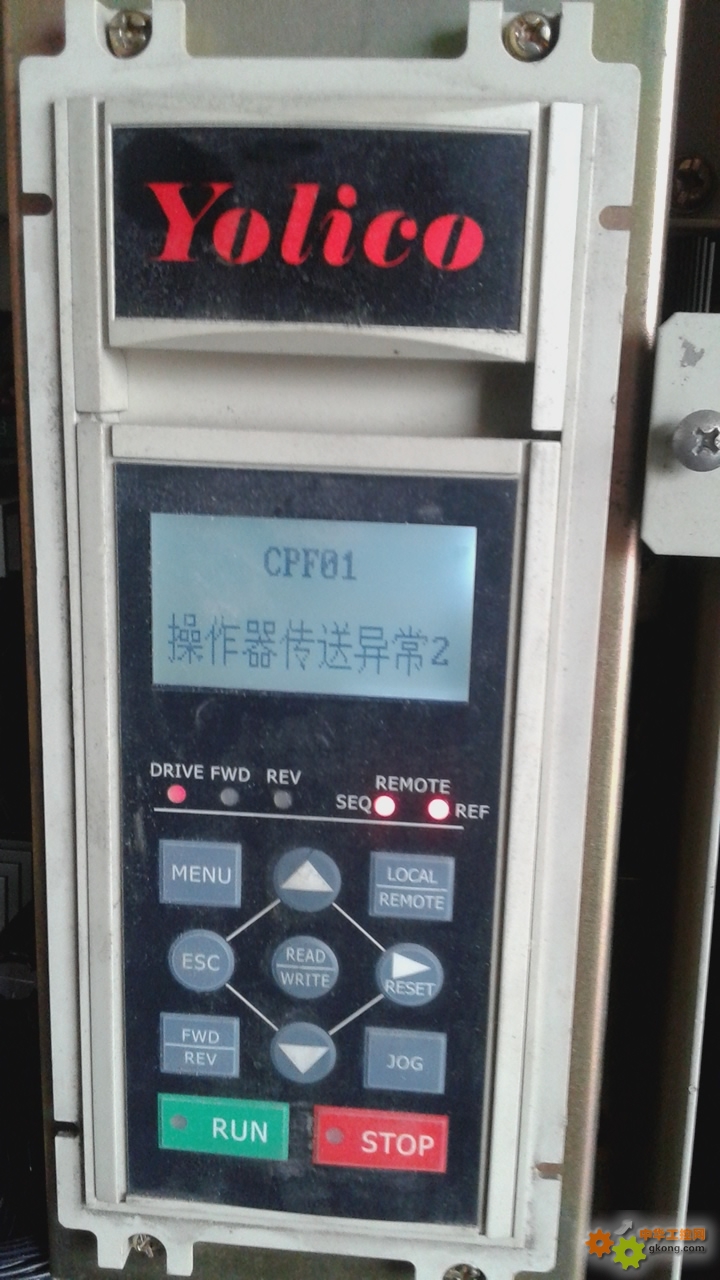 Yolico
CPF01
操作器传送异常2
DRIVE FWD REV
REMOTE
SEQ REF
MENU
LOCAL
REMOTE
ESC
READ
WRITE
RESET
FWD
REV
JOG
RUN
STOP
中华工控网
gkong.com